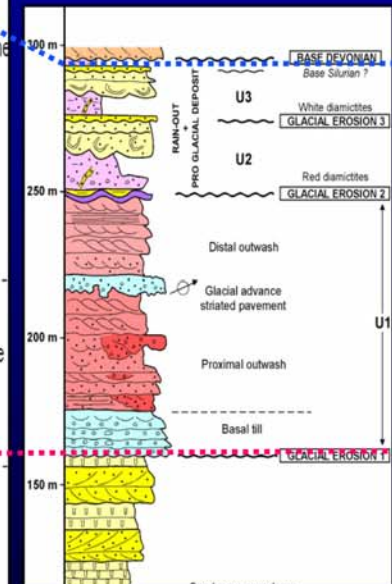 300 m
BASE DEVONIAN
Base Silurian ?
U3
White diamictites
GLACIAL EROSION 3
RAIN-OUT
+
PRO GLACIAL DEPOSIT
U2
Red diamictites
250 m
GLACIAL EROSION 2
Distal outwash
Glacial advance
striated pavement
U1
200 m
Proximal outwash
Basal till
GLACIAL EROSION 1
150 m